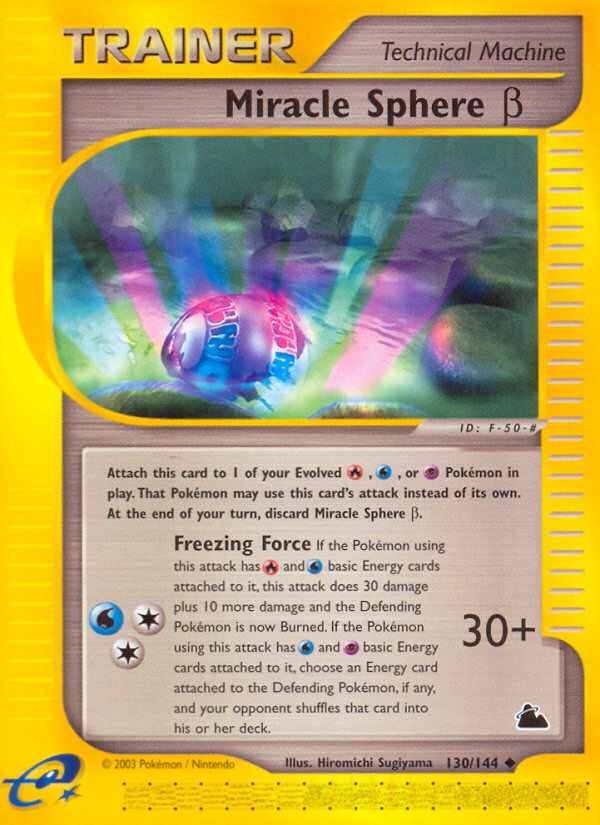 TRAINER
Technical Machine
Miracle Sphere β
ID: F-50-#
Attach this card to 1 of your Evolved , , or Pokémon in
play. That Pokémon may use this card's attack instead of its own.
At the end of your turn, discard Miracle Sphere β.
Freezing Force If the Pokémon using
this attack has and basic Energy cards
attached to it, this attack does 30 damage
plus 10 more damage and the Defending
Pokémon is now Burned. If the Pokémon
using this attack has and basic Energy
cards attached to it, choose an Energy card
attached to the Defending Pokémon, if any,
and your opponent shuffles that card into
his or her deck.
30+
© 2003 Pokémon / Nintendo
Illus. Hiromichi Sugiyama 130/144